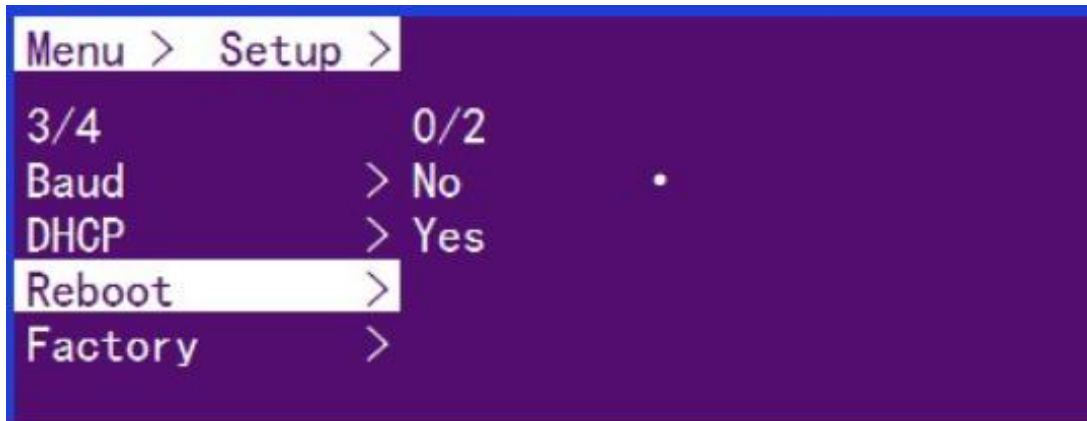 Menu > Setup >
3/4 0/2
Baud > No •
DHCP > Yes
Reboot >
Factory >